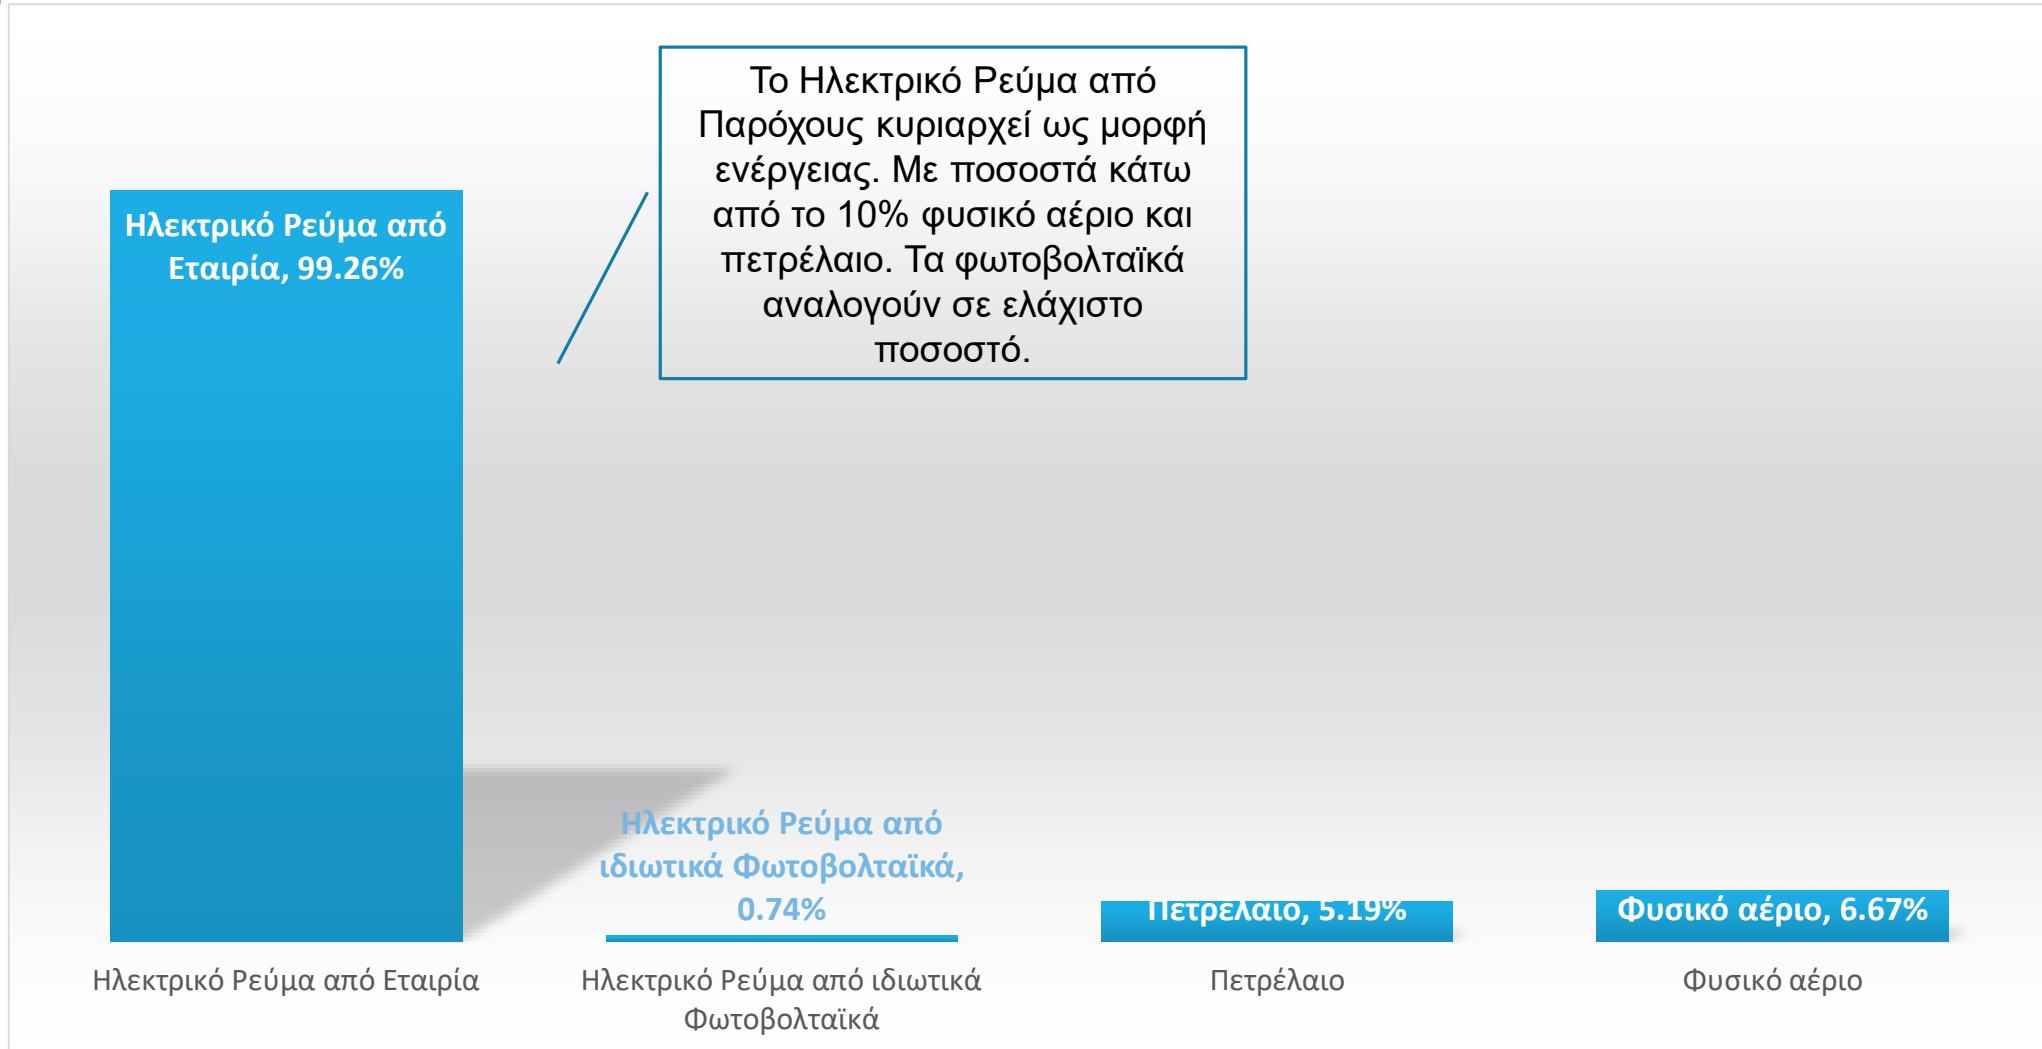 Το Ηλεκτρικό Ρεύμα από
Παρόχους κυριαρχεί ως μορφή
ενέργειας. Με ποσοστά κάτω
από το 10% φυσικό αέριο και
πετρέλαιο. Τα φωτοβολταϊκά
αναλογούν σε ελάχιστο
ποσοστό.
Ηλεκτρικό Ρεύμα από
Εταιρία, 99.26%
Ηλεκτρικό Ρεύμα από
ιδιωτικά Φωτοβολταϊκά,
0.74%
Πετρέλαιο, 5.19%
Φυσικό αέριο, 6.67%
Ηλεκτρικό Ρεύμα από Εταιρία
Ηλεκτρικό Ρεύμα από ιδιωτικά
Φωτοβολταϊκά
Πετρέλαιο
Φυσικό αέριο